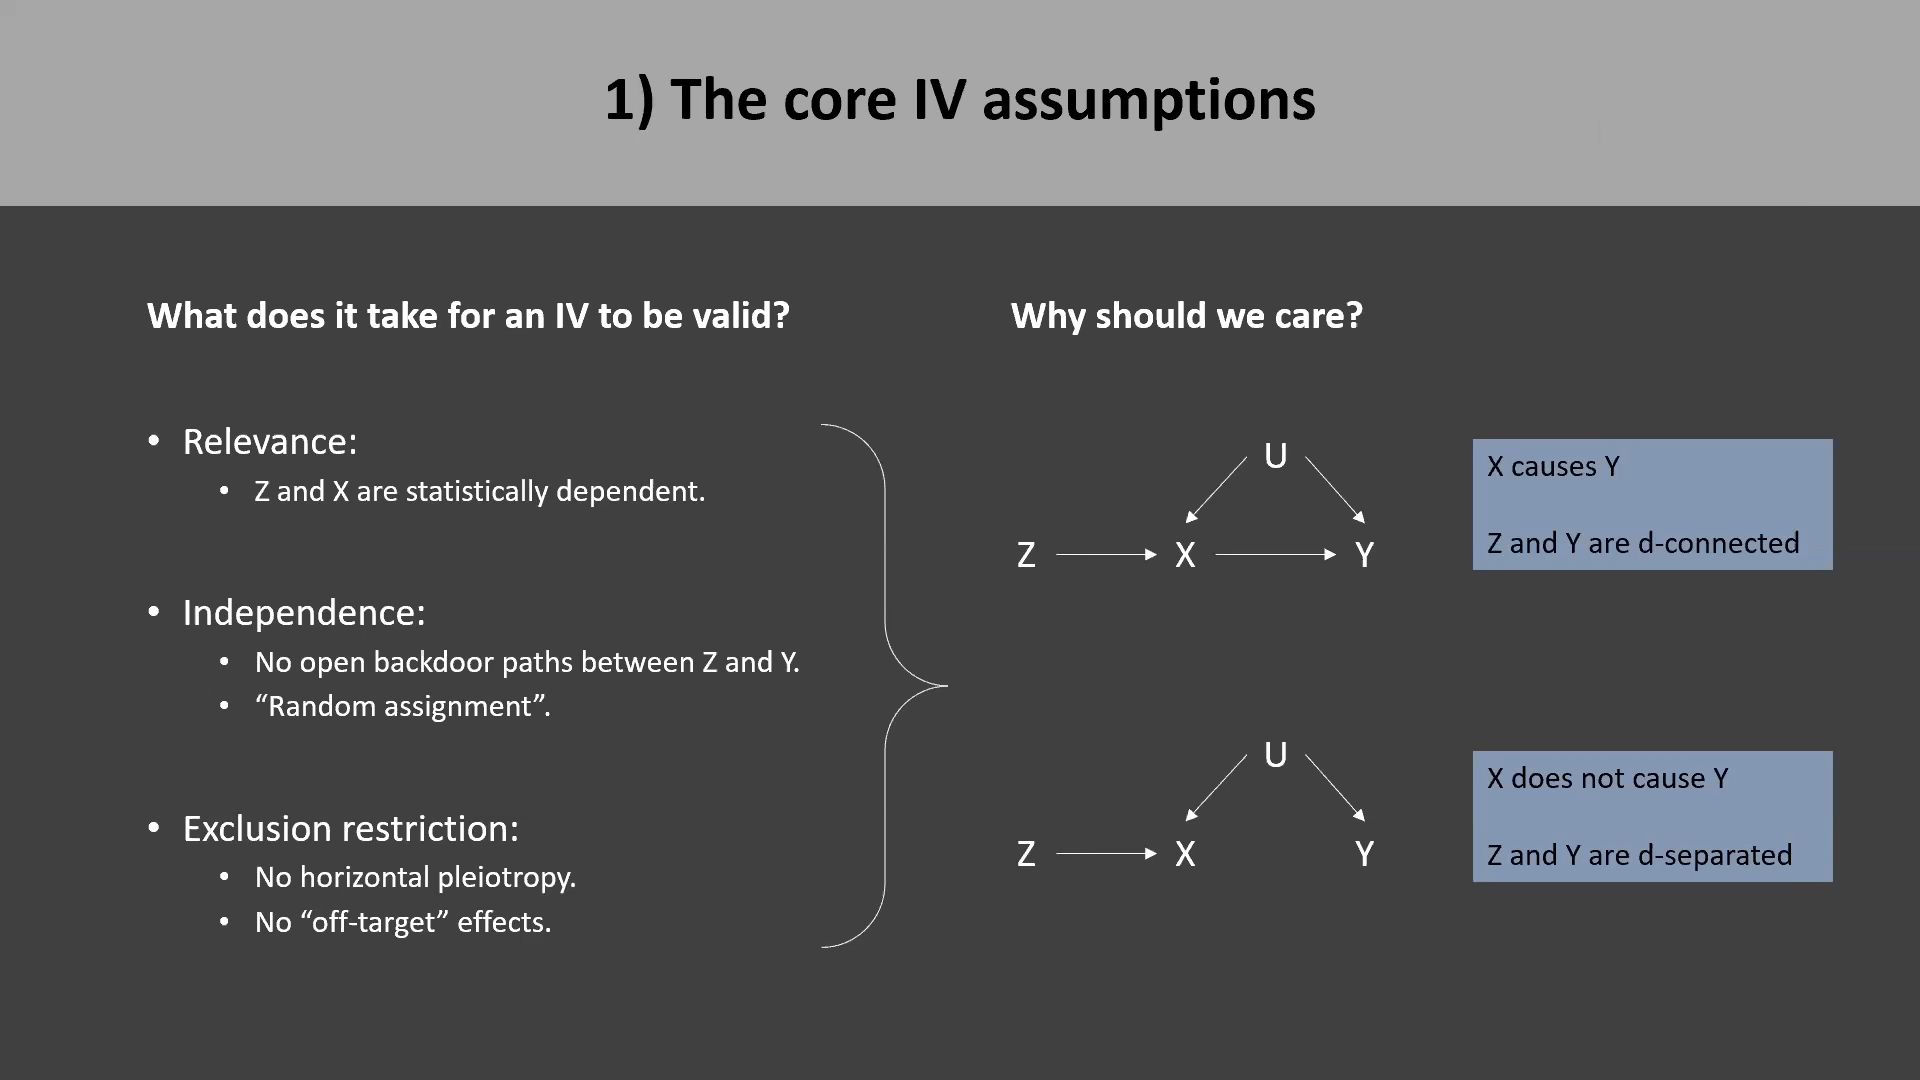 1) The core IV assumptions
What does it take for an IV to be valid?
• Relevance:
• Z and X are statistically dependent.
• Independence:
• No open backdoor paths between Z and Y.
• “Random assignment”.
• Exclusion restriction:
• No horizontal pleiotropy.
• No “off-target” effects.
Why should we care?
U
Z X Y
X causes Y
Z and Y are d-connected
U
Z X Y
X does not cause Y
Z and Y are d-separated